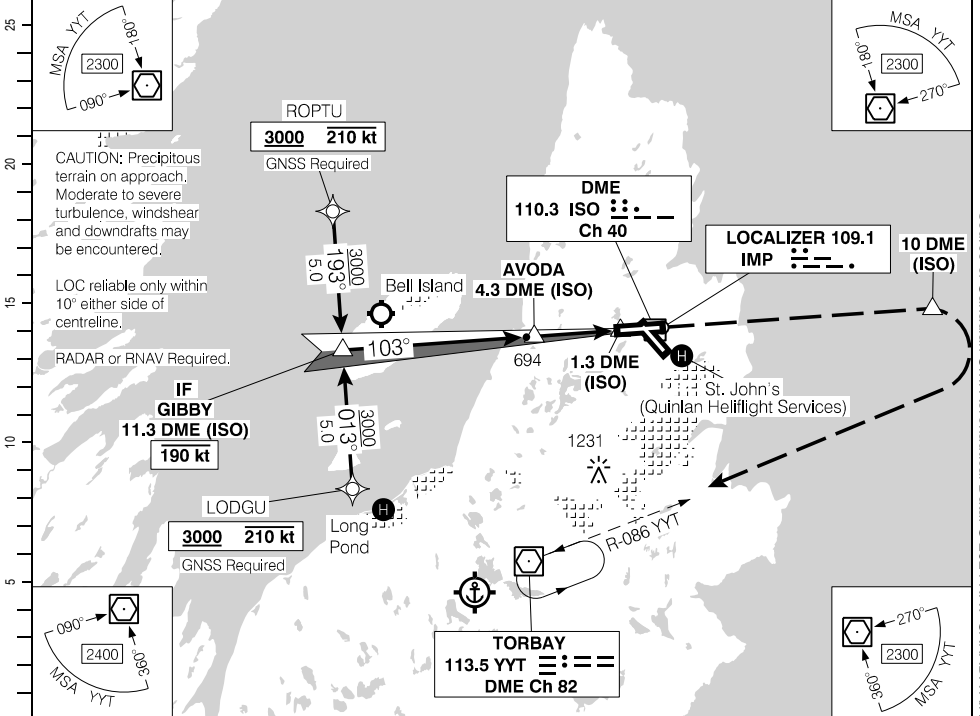 25
20
15
10
5
MSA YYT
180°
2300
090°
MSA YYT
180°
2300
270°
ROPTU
3000 210 kt
GNSS Required
CAUTION: Precipitous
terrain on approach.
Moderate to severe
turbulence, windshear
and downdrafts may
be encountered.
LOC reliable only within
10° either side of
centreline.
RADAR or RNAV Required.
DME
110.3 ISO
Ch 40
LOCALIZER 109.1
IMP
10 DME
(ISO)
3000
193°
5.0
Bell Island
AVODA
4.3 DME (ISO)
103°
694
1.3 DME
(ISO)
H
St. John's
(Quinlan Heliflight Services)
IF
GIBBY
11.3 DME (ISO)
190 kt
3000
013°
5.0
1231
LODGU
3000 210 kt
GNSS Required
H
Long
Pond
R-086 YYT
TORBAY
113.5 YYT
DME Ch 82
090°
360°
2400
MSA YYT
270°
360°
2300
MSA YYT